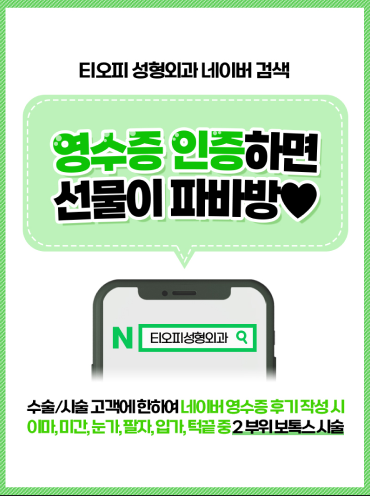 티오피 성형외과 네이버 검색
영수증 인증하면
선물이 파바방♥
N 티오피성형외과
수술/시술 고객에 한하여 네이버 영수증 후기 작성 시
이마, 미간, 눈가, 팔자, 입가, 턱끝 중 2 부위 보톡스 시술